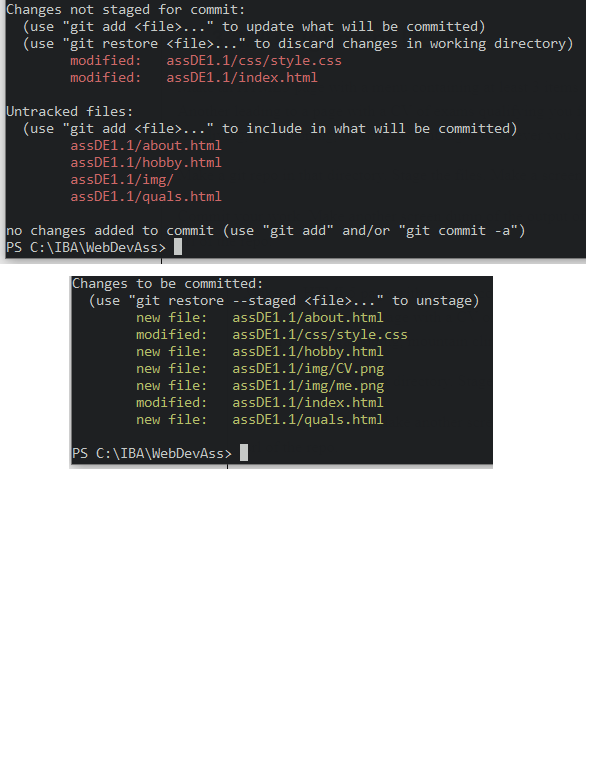 Changes not staged for commit:
(use "git add <file>..." to update what will be committed)
(use "git restore <file>..." to discard changes in working directory)
modified:   assDE1.1/css/style.css
modified:   assDE1.1/index.html
Untracked files:
(use "git add <file>..." to include in what will be committed)
assDE1.1/about.html
assDE1.1/hobby.html
assDE1.1/img/
assDE1.1/quals.html
no changes added to commit (use "git add" and/or "git commit -a")
PS C:\IBA\WebDevAss>
Changes to be committed:
(use "git restore --staged <file>..." to unstage)
new file:   assDE1.1/about.html
modified:   assDE1.1/css/style.css
new file:   assDE1.1/hobby.html
new file:   assDE1.1/img/CV.png
new file:   assDE1.1/img/me.png
modified:   assDE1.1/index.html
new file:   assDE1.1/quals.html
PS C:\IBA\WebDevAss>